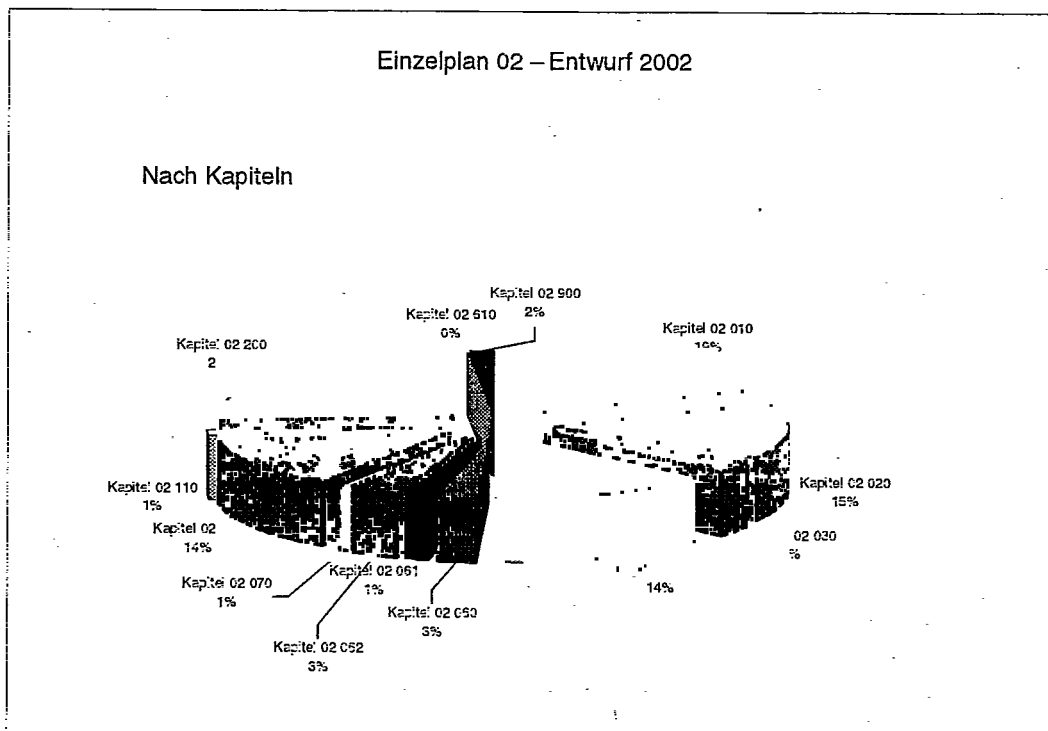 Einzelplan 02 – Entwurf 2002
Nach Kapiteln
Kapitel 02 900
2%
Kapitel 02 610
0%
Kapitel 02 010
Kapitel 02 200
2
Kapitel 02 020
15%
Kapitel 02 110
1%
Kapitel 02
14%
02 030
%
Kapitel 02 061
1%
14%
Kapitel 02 070
1%
Kapitel 02 060
3%
Kapitel 02 062
3%